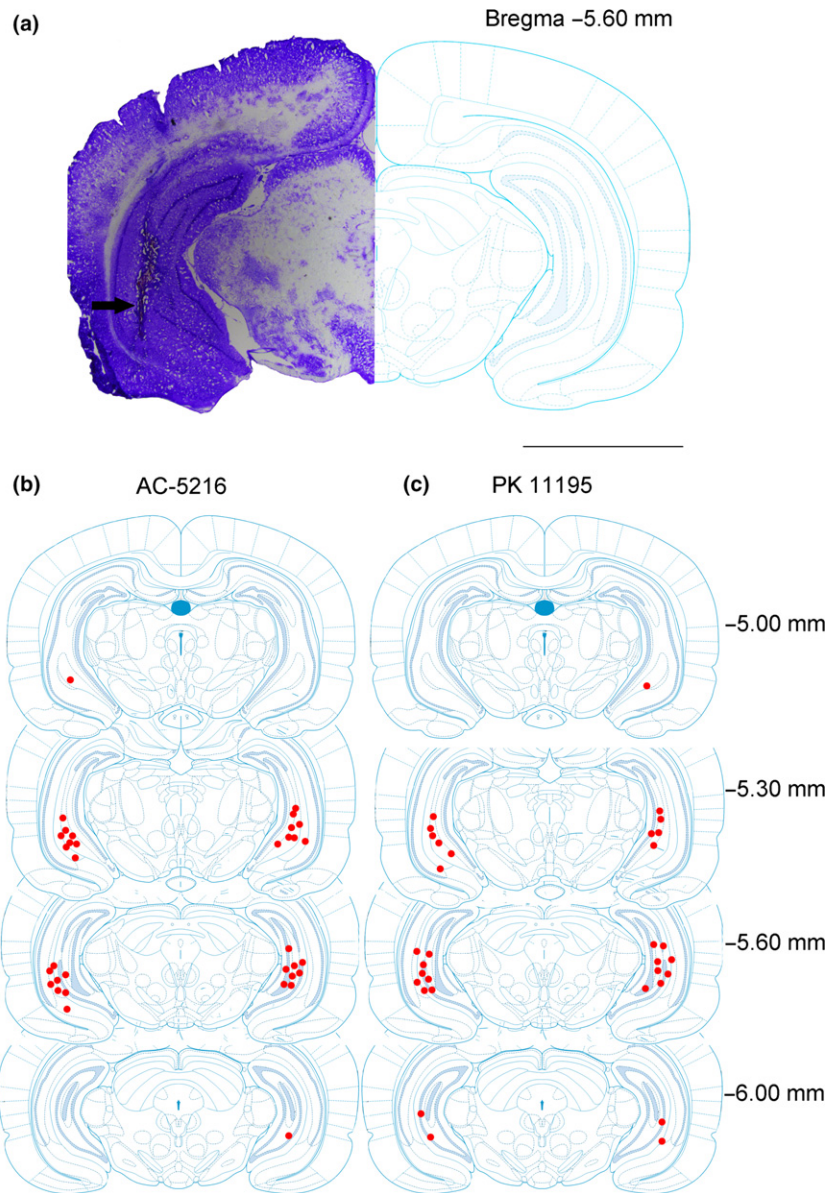 (a)
Bregma –5.60 mm
(b)
AC-5216
(c)
PK 11195
–5.00 mm
–5.30 mm
–5.60 mm
–6.00 mm